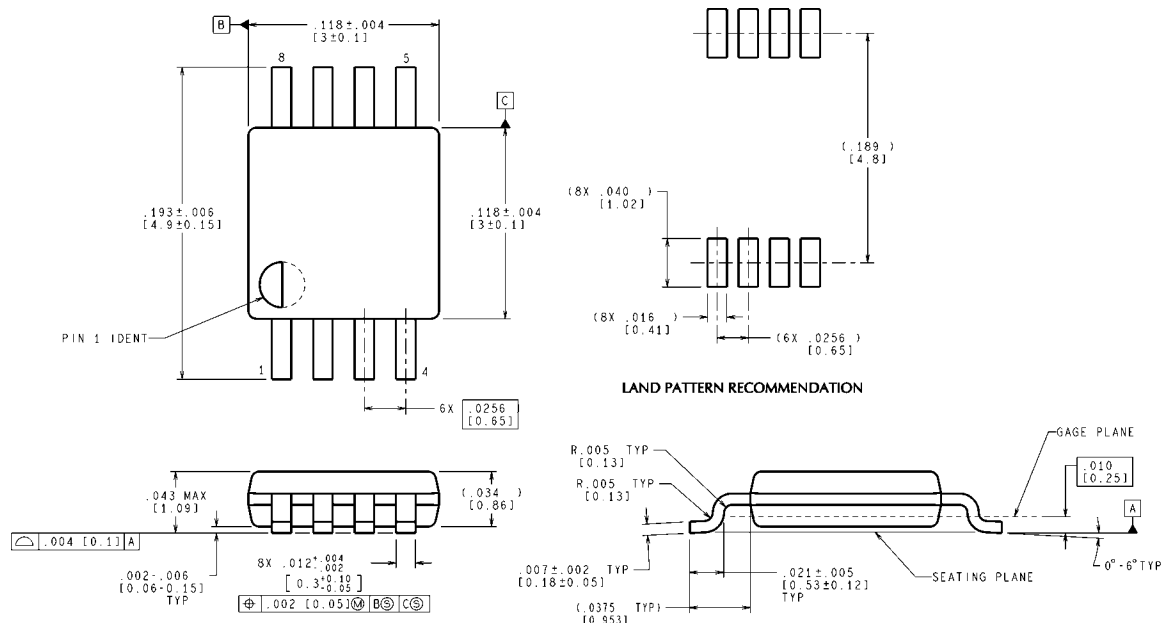 B
.118±.004
[3±0.1]
8
5
C
.193±.006
[4.9±0.15]
.118±.004
[3±0.1]
PIN 1 IDENT
1
4
6X .0256
[0.65]
(.189 )
[4.8]
(8X .040 )
[1.02]
(8X .016 )
[0.41]
(6X .0256 )
[0.65]
LAND PATTERN RECOMMENDATION
.043 MAX
[1.09]
(.034 )
[0.86]
⌓ .004 [0.1] A
.002-.006
[0.06-0.15]
TYP
8X .012 +.004 -.002
[0.3 +0.10 -0.05]
⌖ .002 [0.05]Ⓜ BⓈ CⓈ
R.005 TYP
[0.13]
R.005 TYP
[0.13]
GAGE PLANE
.010
[0.25]
A
0°-6° TYP
.007±.002 TYP
[0.18±0.05]
.021±.005
[0.53±0.12]
TYP
SEATING PLANE
(.0375 TYP)
[0.953]